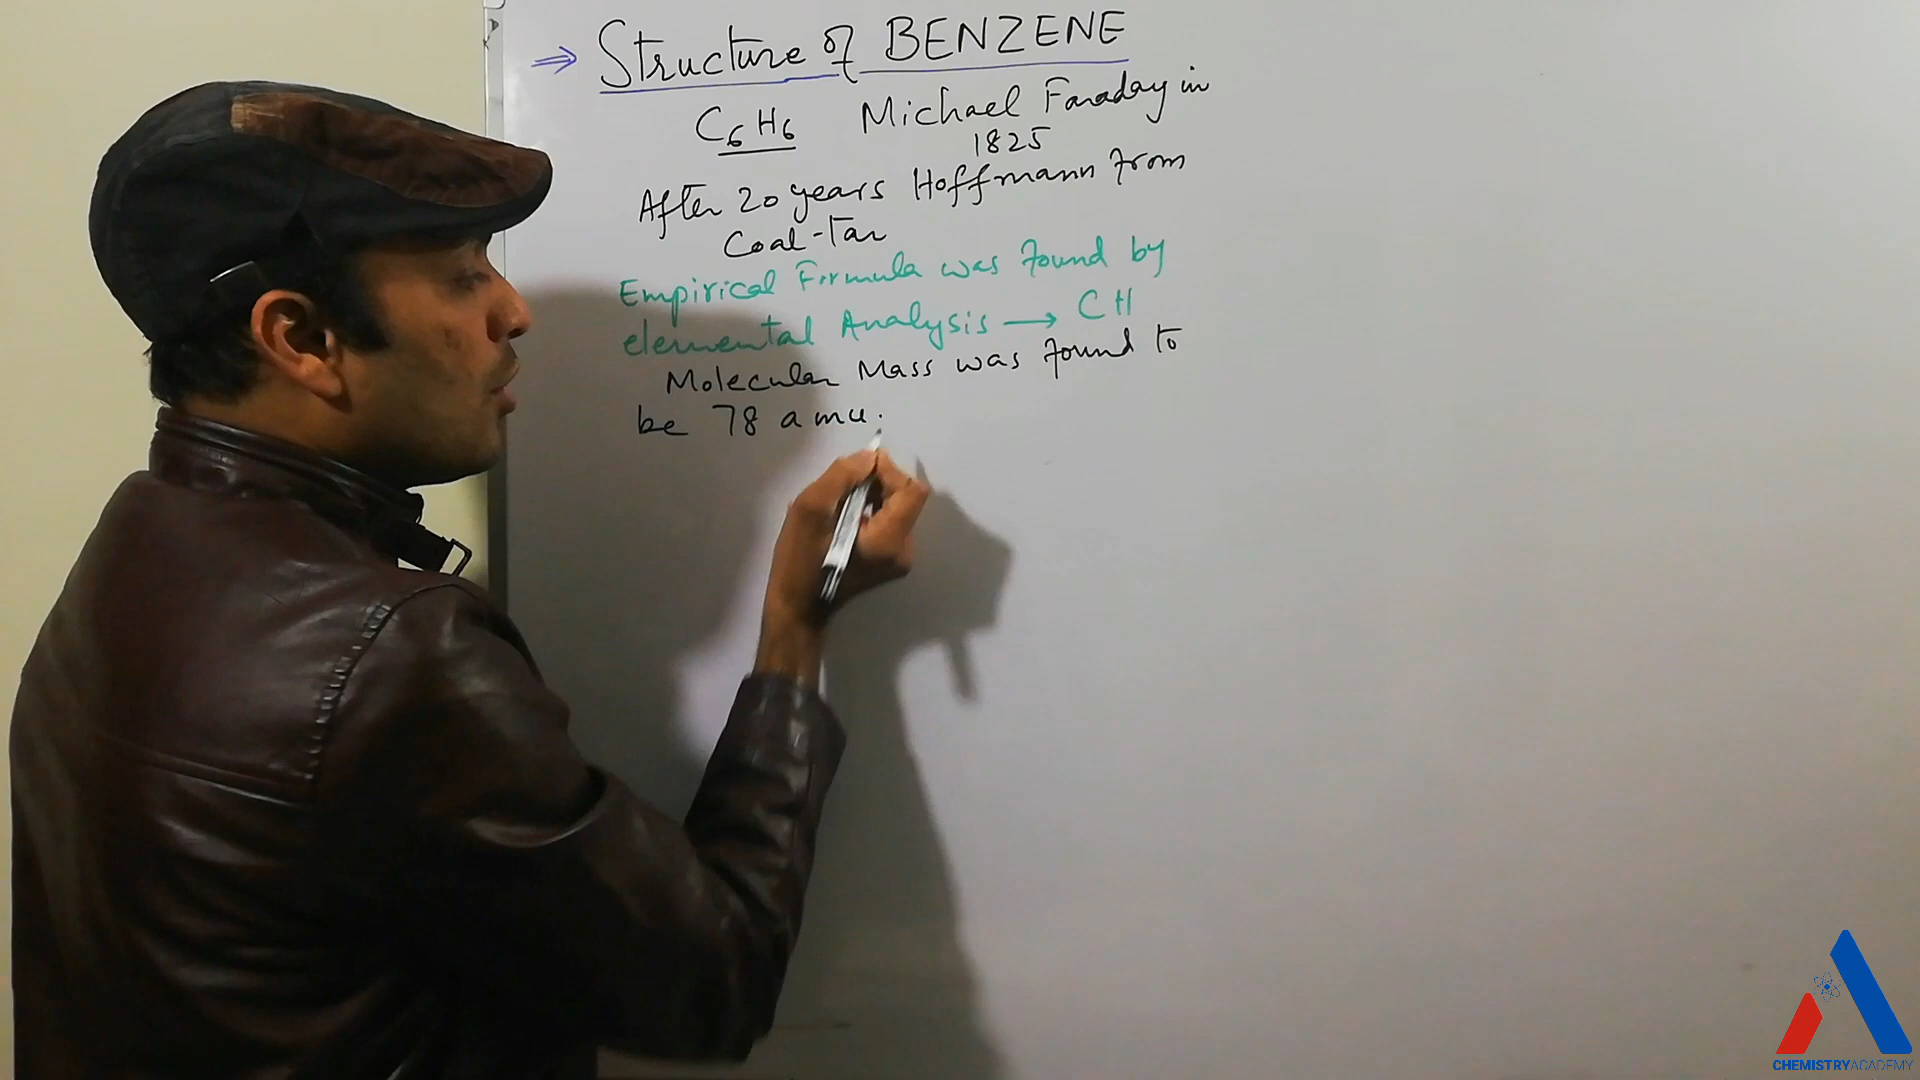 ⇒ Structure of BENZENE
C₆H₆ Michael Faraday in
1825
After 20 years Hoffmann from
Coal-Tar
Empirical Formula was found by
elemental Analysis → CH
Molecular Mass was found to
be 78 amu.
CHEMISTRYACADEMY